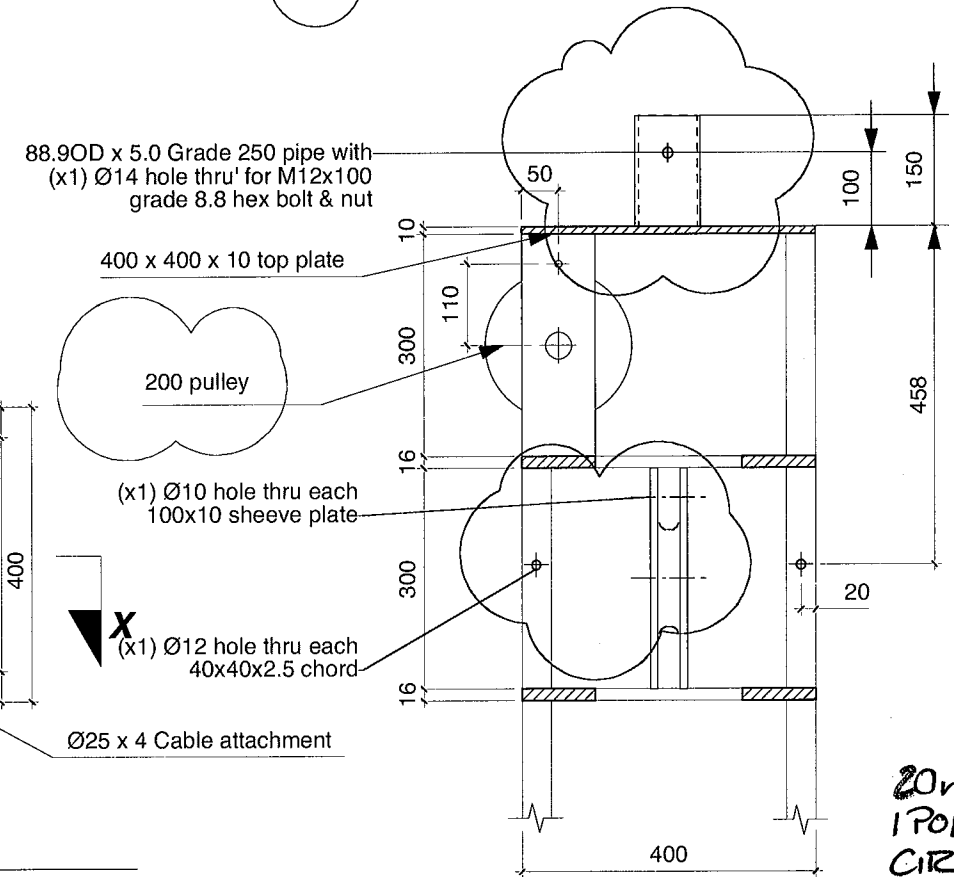 88.9OD x 5.0 Grade 250 pipe with
(x1) Ø14 hole thru' for M12x100
grade 8.8 hex bolt & nut
50
100
150
10
400 x 400 x 10 top plate
110
300
200 pulley
458
16
(x1) Ø10 hole thru each
100x10 sheeve plate
400
300
20
X
(x1) Ø12 hole thru each
40x40x2.5 chord
16
Ø25 x 4 Cable attachment
400